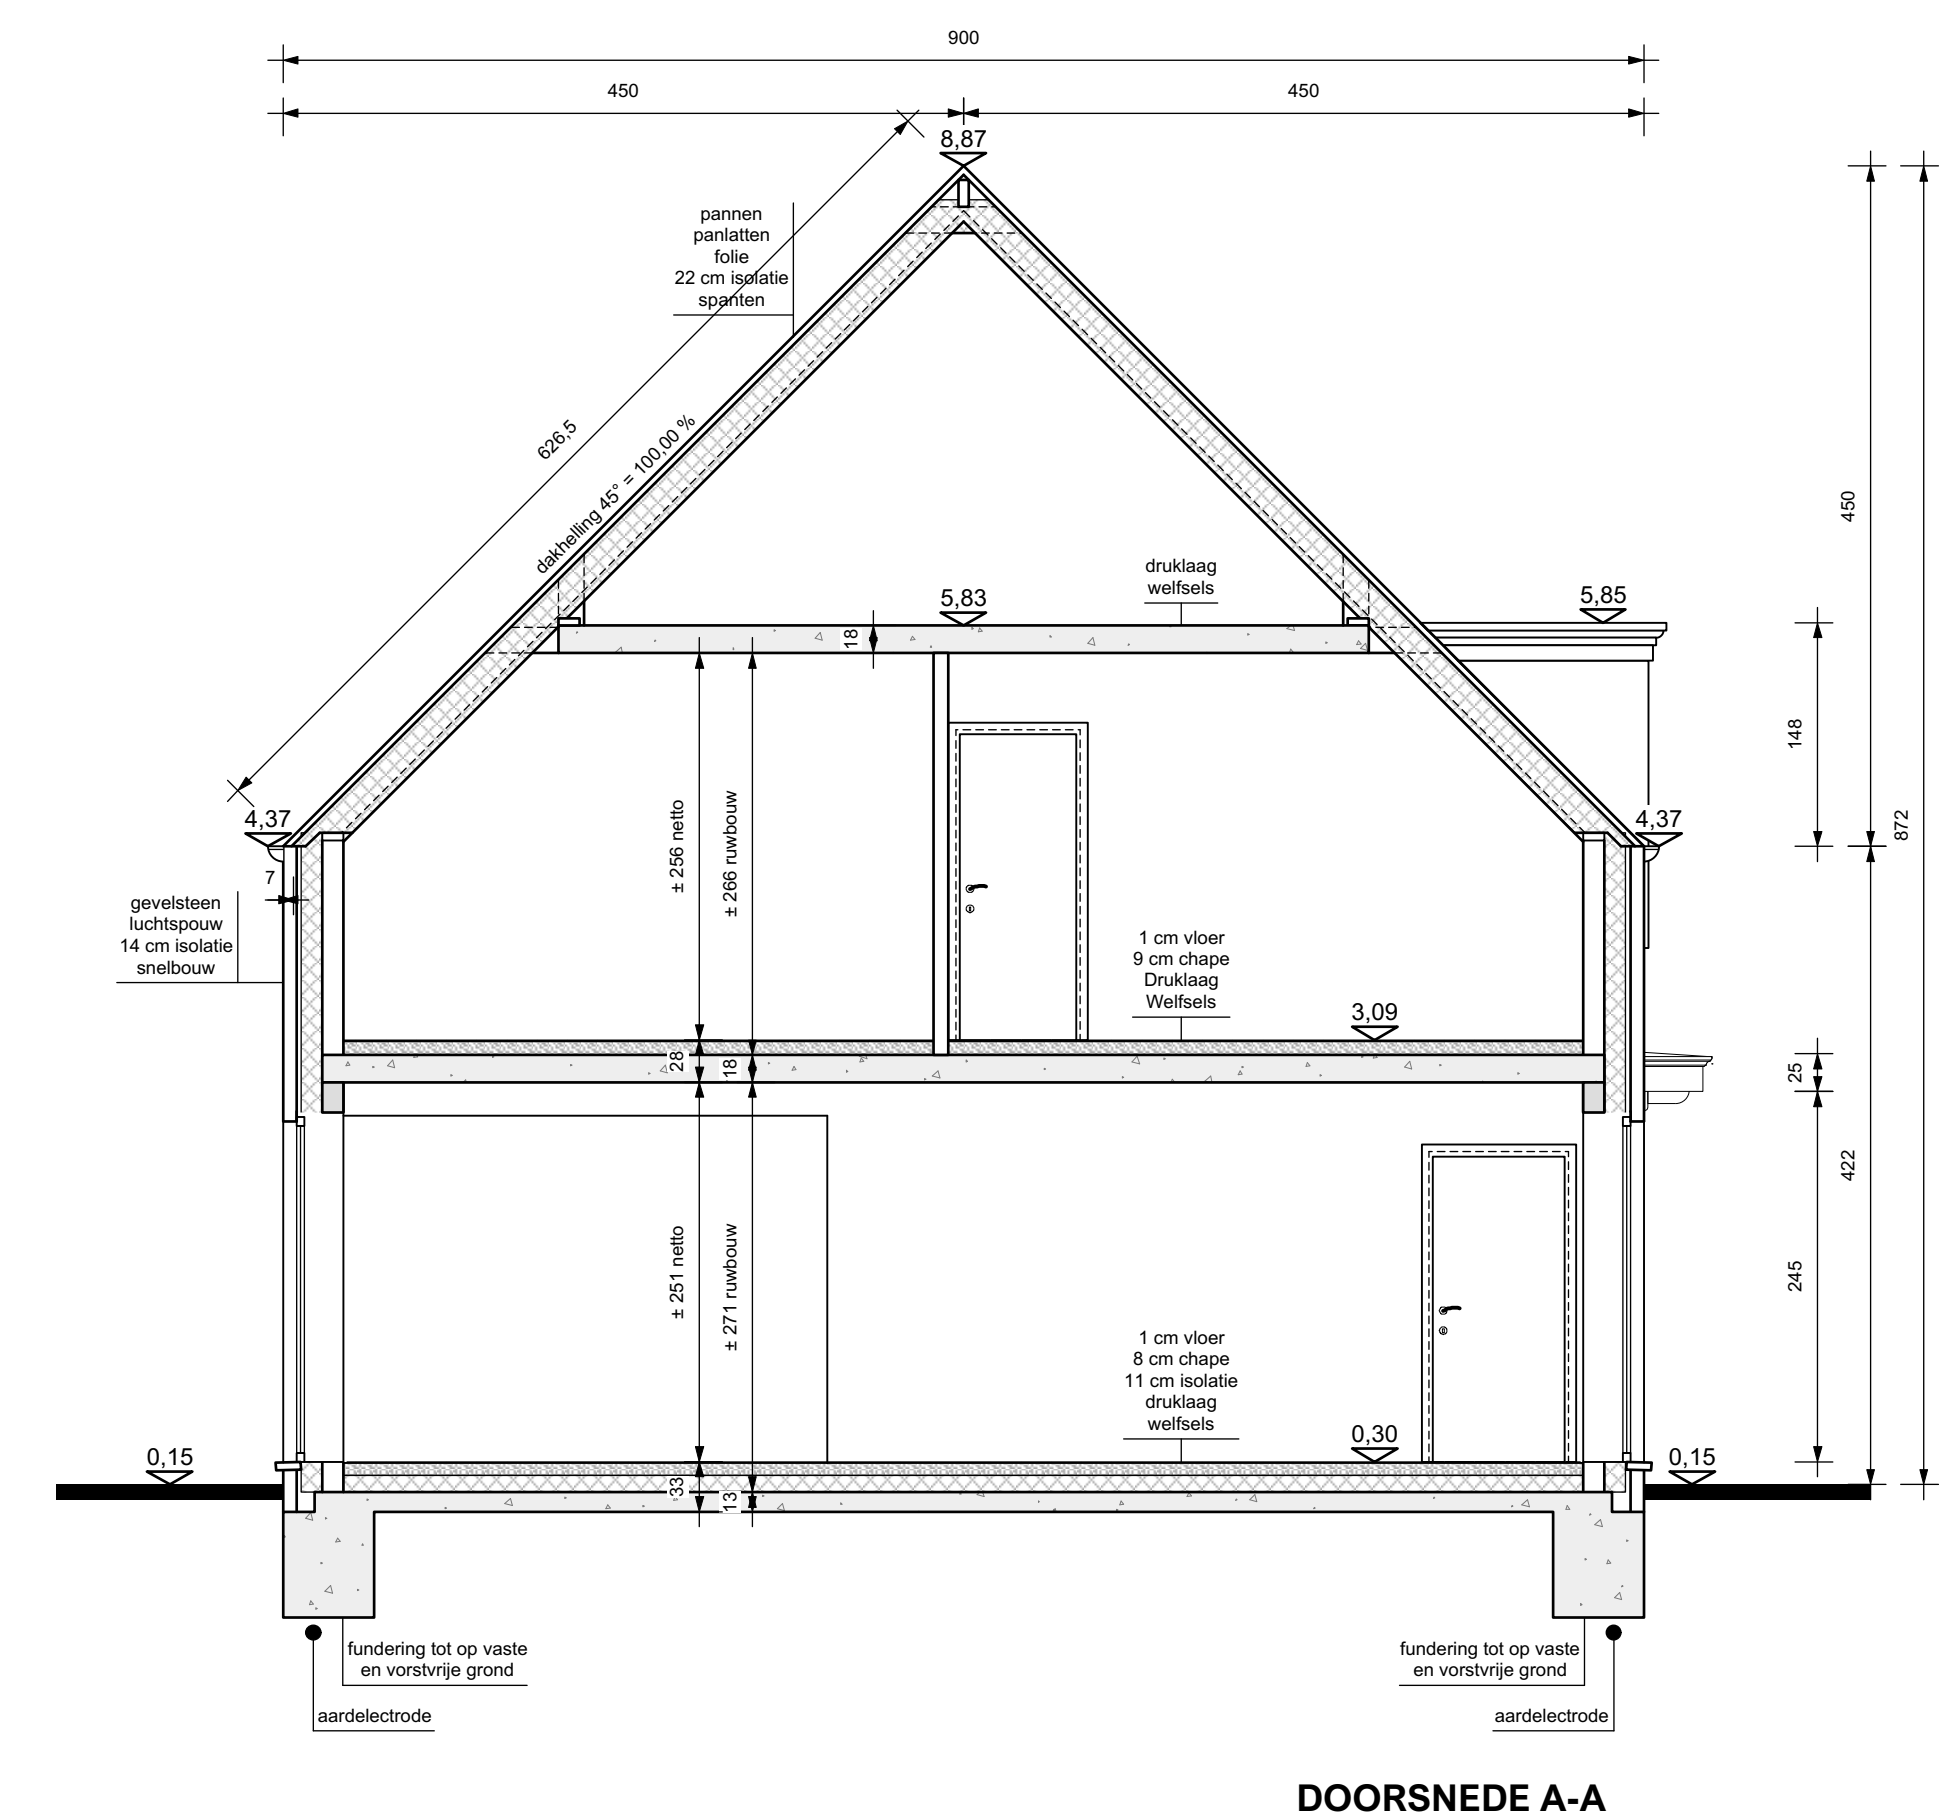 900
450
450
8,87
pannen
panlatten
folie
22 cm isolatie
spanten
626,5
dakhelling 45° = 100,00 %
450
druklaag
welfsels
5,83
5,85
18
148
4,37
4,37
872
± 256 netto
± 266 ruwbouw
7
gevelsteen
luchtspouw
14 cm isolatie
snelbouw
1 cm vloer
9 cm chape
Druklaag
Welfsels
3,09
28
18
25
422
± 251 netto
± 271 ruwbouw
245
1 cm vloer
8 cm chape
11 cm isolatie
druklaag
welfsels
0,30
0,15
0,15
33
13
fundering tot op vaste
en vorstvrije grond
fundering tot op vaste
en vorstvrije grond
aardelectrode
aardelectrode
DOORSNEDE A-A